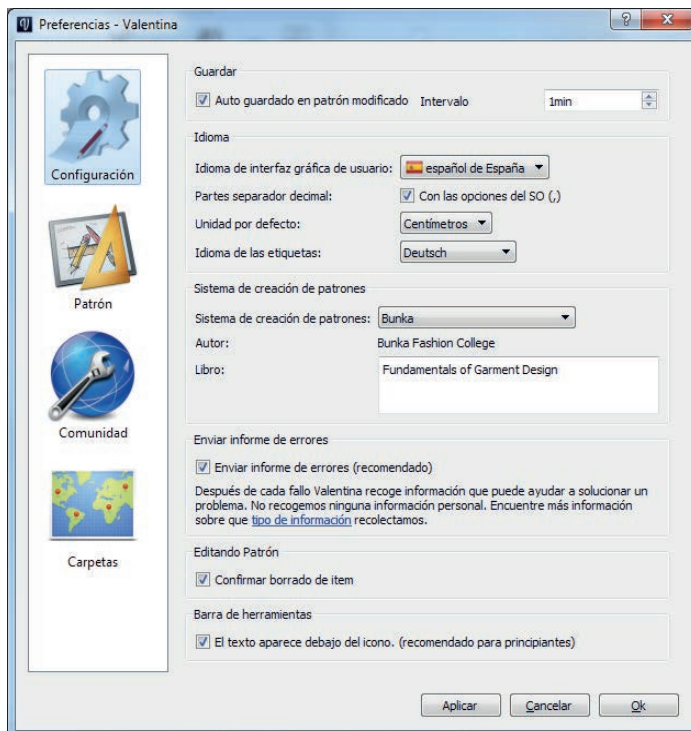 Preferencias - Valentina
Configuración
Patrón
Comunidad
Carpetas
Guardar
Auto guardado en patrón modificado Intervalo 1min
Idioma
Idioma de interfaz gráfica de usuario: español de España
Partes separador decimal: Con las opciones del SO (,)
Unidad por defecto: Centímetros
Idioma de las etiquetas: Deutsch
Sistema de creación de patrones
Sistema de creación de patrones: Bunka
Autor: Bunka Fashion College
Libro: Fundamentals of Garment Design
Enviar informe de errores
Enviar informe de errores (recomendado)
Después de cada fallo Valentina recoge información que puede ayudar a solucionar un
problema. No recogemos ninguna información personal. Encuentre más información
sobre que tipo de información recolectamos.
Editando Patrón
Confirmar borrado de item
Barra de herramientas
El texto aparece debajo del icono. (recomendado para principiantes)
Aplicar Cancelar Ok